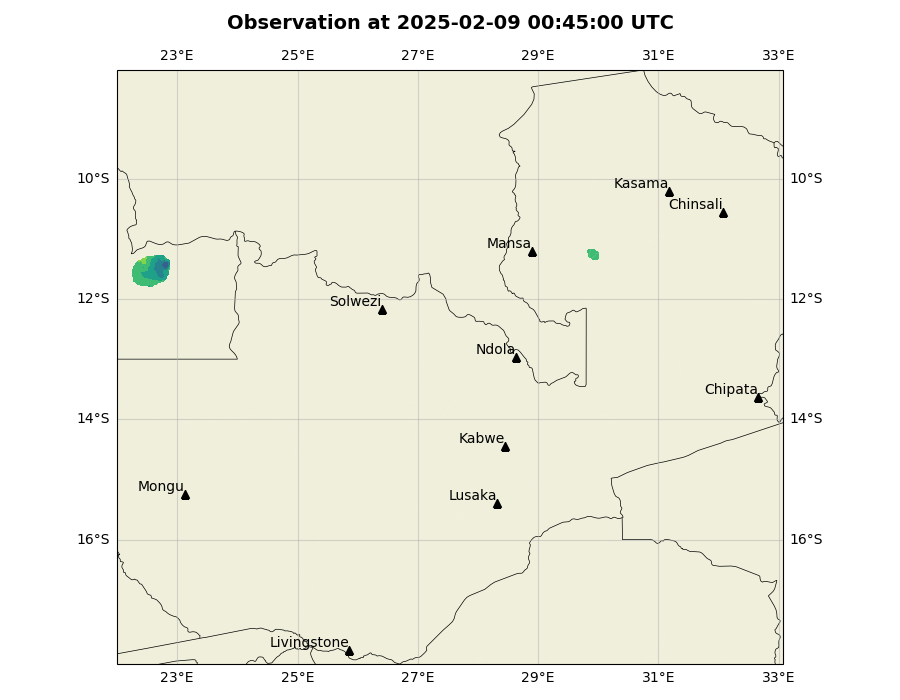 Observation at 2025-02-09 00:45:00 UTC
23°E 25°E 27°E 29°E 31°E 33°E
10°S 10°S
Kasama
Chinsali
Mansa
12°S 12°S
Solwezi
Ndola
Chipata
14°S 14°S
Kabwe
Mongu
Lusaka
16°S 16°S
Livingstone
23°E 25°E 27°E 29°E 31°E 33°E